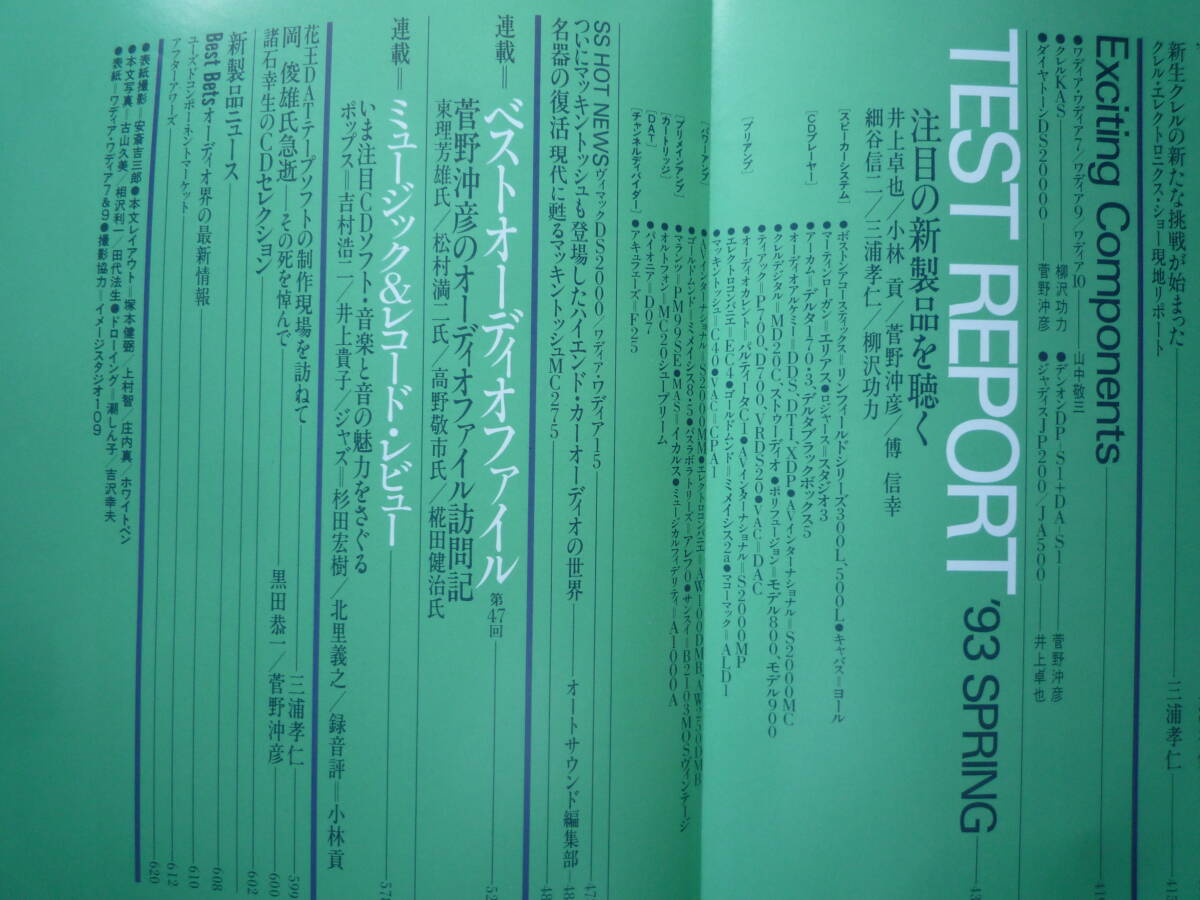 新生クレルの新たな挑戦が始まった 三浦孝仁
クレル・エレクトロニクス・ショー現地リポート
Exciting Components
●ワディア・ワディア7/ワディア9/ワディア10 山中敬三
●クレルKAS 柳沢功力
●ダイヤトーンDS2000 菅野沖彦
●デンオンDP-S1+DA-S1 菅野沖彦
●ジャディスJP200/JA500 井上卓也
TEST REPORT '93 SPRING
注目の新製品を聴く
井上卓也/小林 貢/菅野沖彦/傅 信幸
細谷信二/三浦孝仁/柳沢功力
[スピーカーシステム]
●ボストンアコースティックス=リンフィールドシリーズ300L、500L●キャバス=ヨール
●マーティンローガン=エリアス●ロジャース=スタジオ3
[CDプレーヤー]
●アーカム=デルタ170・3、デルタブラックボックス5
●オーディオアルケミー=DDS、DTI、XDP●AVインターナショナル=S2000MC
●クレルデジタル=MD20C、ストゥーディオ●ポリフュージョン=モデル800、モデル900
●ティアック=P700、D700、VRDS20●VAC=DAC
[プリアンプ]
●オーディオカレント=パルティータC1●AVインターナショナル=S2000MP
●エレクトロコンパニエ=EC4●ゴールドムンド=ミメイシス2a●マコーマック=ALD1
●マッキントッシュ=C40●VAC=CPA1
[パワーアンプ]
●AVインターナショナル=S2000MM●エレクトロコンパニエ=AW100DMB、AW250DMB
●ゴールドムンド=ミメイシス8・5●パスラボラトリーズ=アレフ0●サンスイ=B2103MOSヴィンテージ
[プリメインアンプ]
●マランツ=PM99SE●MAS=イカルス●ミュージカルフィデリティ=A1000A
[カートリッジ]
●オルトフォン=MC20シュープリーム
[DAT]
●パイオニア=D07
[チャンネルデバイダー]
●アキュフェーズ=F25
SS HOT NEWS ヴィマックDS2000/ワディア・ワディア15 47
ついにマッキントッシュも登場したハイエンド・カーオーディオの世界 オートサウンド編集部 48
名器の復活 現代に甦るマッキントッシュMC275 48
連載=ベストオーディオファイル 第47回 52
菅野沖彦のオーディオファイル訪問記
東理芳雄氏/松村満二氏/高野敬市氏/椛田健治氏
連載=ミュージック&レコード・レビュー 57
いま注目CDソフト・音楽と音の魅力をさぐる
ポップス=吉村浩二/井上貴子/ジャズ=杉田宏樹/北里義之/録音評=小林貢
花王DATテープソフトの制作現場を訪ねて 三浦孝仁 599
岡 俊雄氏急逝――その死を悼んで 黒田恭一/菅野沖彦 600
諸石幸生のCDセレクション 602
新製品ニュース 608
Best Bets・オーディオ界の最新情報 610
ユーズドコンポーネントマーケット 612
アフターアワーズ 620
●表紙撮影=安斎吉三郎●本文レイアウト=塚本健弼/上村智/庄内真/ホワイトペン
●本文写真=古山久美/相沢利一/田代法生●ドローイング=潮しん子/吉沢幸夫
●表紙=ワディア・ワディア7&9●撮影協力=イメージスタジオ109